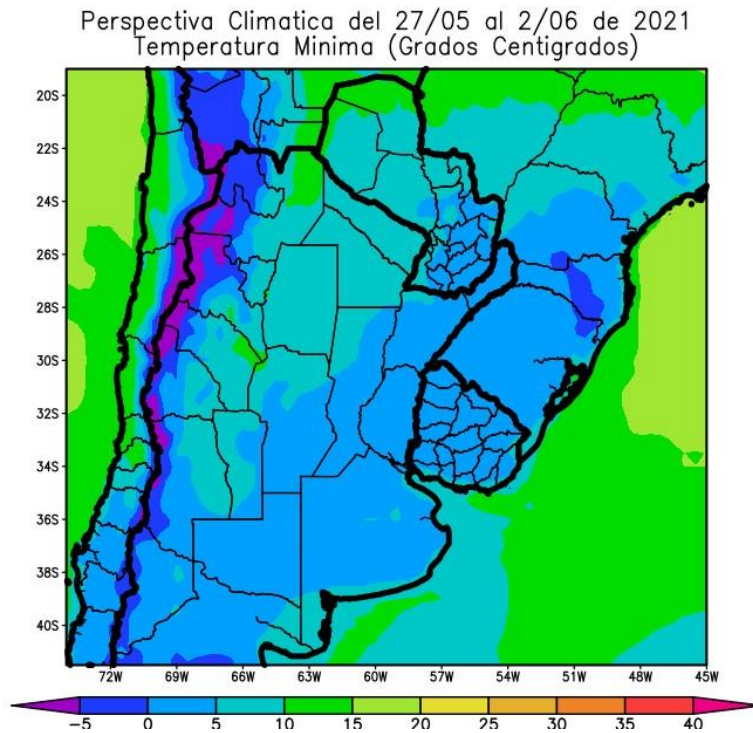 Perspectiva Climatica del 27/05 al 2/06 de 2021
Temperatura Minima (Grados Centigrados)
20S
22S
24S
26S
28S
30S
32S
34S
36S
38S
40S
72W 69W 66W 63W 60W 57W 54W 51W 48W 45W
-5 0 5 10 15 20 25 30 35 40